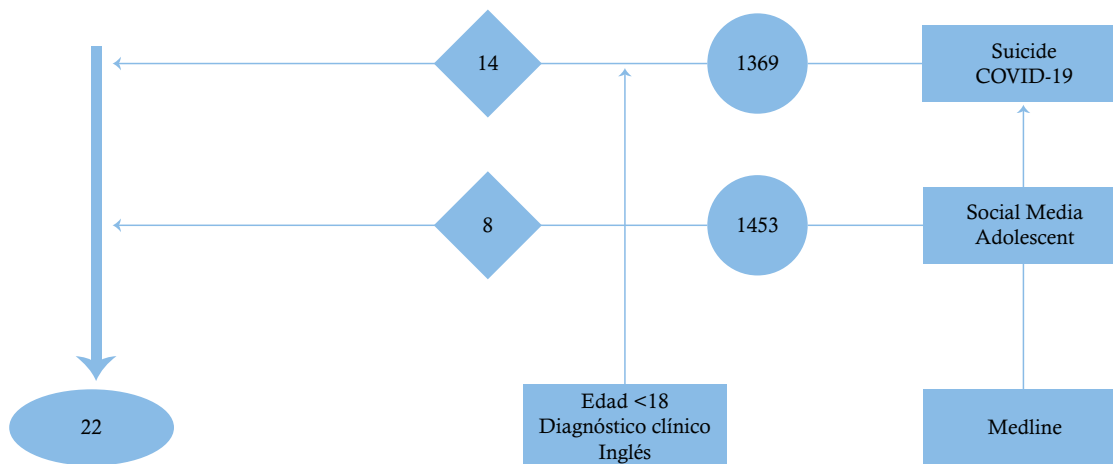 14
1369
Suicide
COVID-19
8
1453
Social Media
Adolescent
22
Edad <18
Diagnóstico clínico
Inglés
Medline